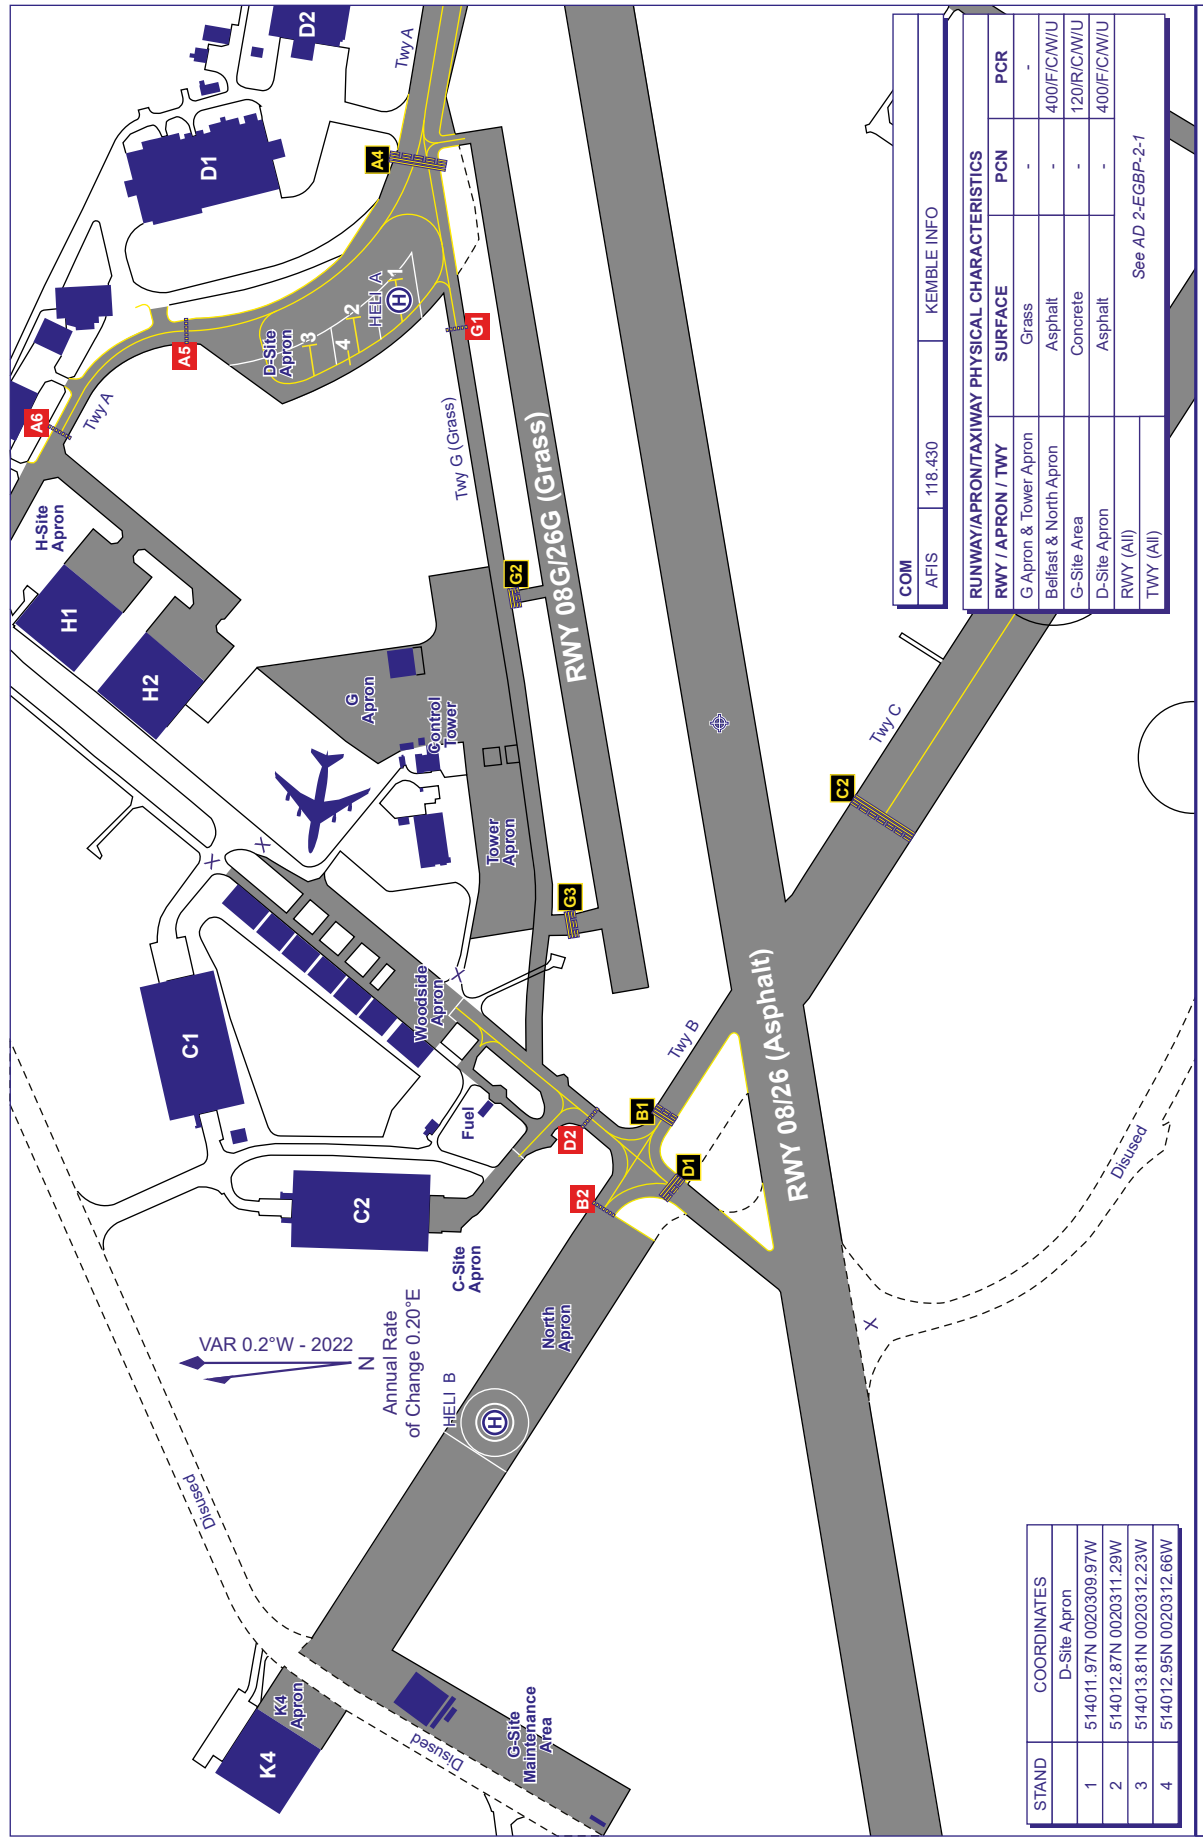 D2
Twy A
D1
A4
A5
A6
Twy A
D-Site
Apron
HELI A
H
1
2
3
4
G1
Twy G (Grass)
H-Site
Apron
H1
H2
G2
RWY 08G/26G (Grass)
G
Apron
Control
Tower
Tower
Apron
G3
Woodside
Apron
C1
X
X
X
Twy C
C2
Twy B
B1
D1
D2
B2
Fuel
C2
C-Site
Apron
RWY 08/26 (Asphalt)
Disused
X
North
Apron
VAR 0.2°W - 2022
N
Annual Rate
of Change 0.20°E
HELI B
H
Disused
K4
Apron
K4
Disused
G-Site
Maintenance
Area
COM
AFIS 118.430 KEMBLE INFO
RUNWAY/APRON/TAXIWAY PHYSICAL CHARACTERISTICS
RWY / APRON / TWY SURFACE PCN PCR
G Apron & Tower Apron Grass - -
Belfast & North Apron Asphalt - 400/F/C/W/U
G-Site Area Concrete - 120/R/C/W/U
D-Site Apron Asphalt - 400/F/C/W/U
RWY (All)
TWY (All)
See AD 2-EGBP-2-1
STAND COORDINATES
D-Site Apron
1 514011.97N 0020309.97W
2 514012.87N 0020311.29W
3 514013.81N 0020312.23W
4 514012.95N 0020312.66W